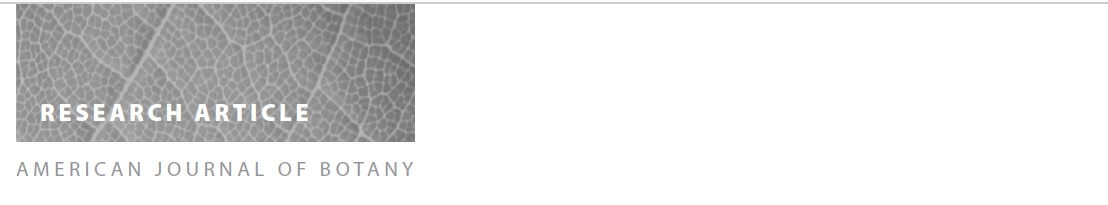 RESEARCH ARTICLE
AMERICAN JOURNAL OF BOTANY